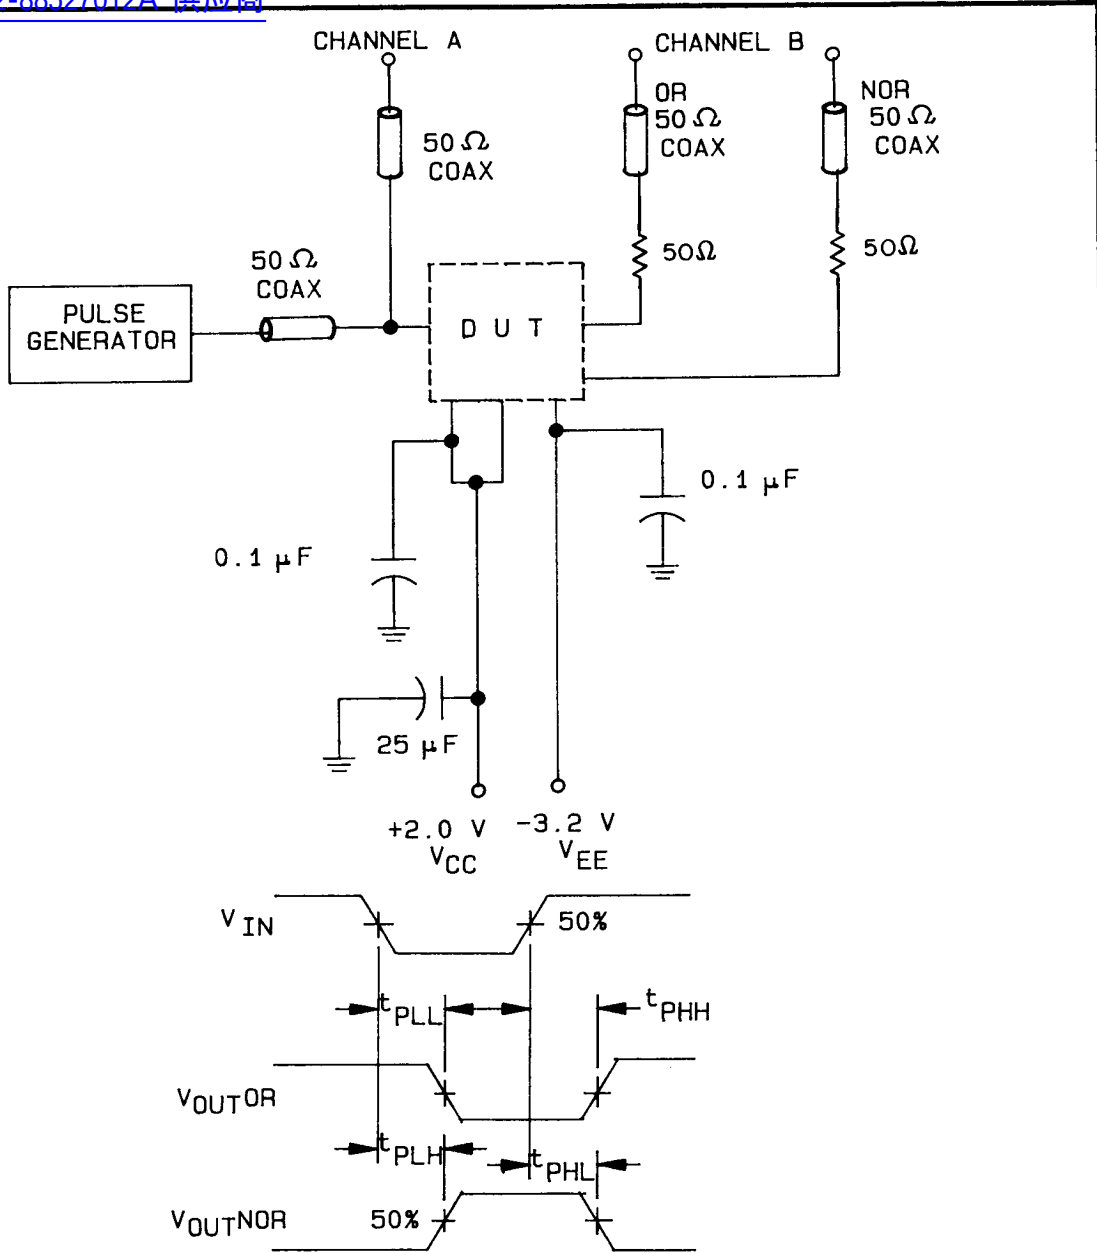 CHANNEL A
CHANNEL B
OR
50 Ω
COAX
NOR
50 Ω
COAX
50 Ω
COAX
50Ω
50Ω
50 Ω
COAX
PULSE
GENERATOR
D U T
0.1 μF
0.1 μF
25 μF
+2.0 V
VCC
-3.2 V
VEE
VIN
50%
tPLL
tPHH
VOUTOR
tPLH
tPHL
VOUTNOR
50%